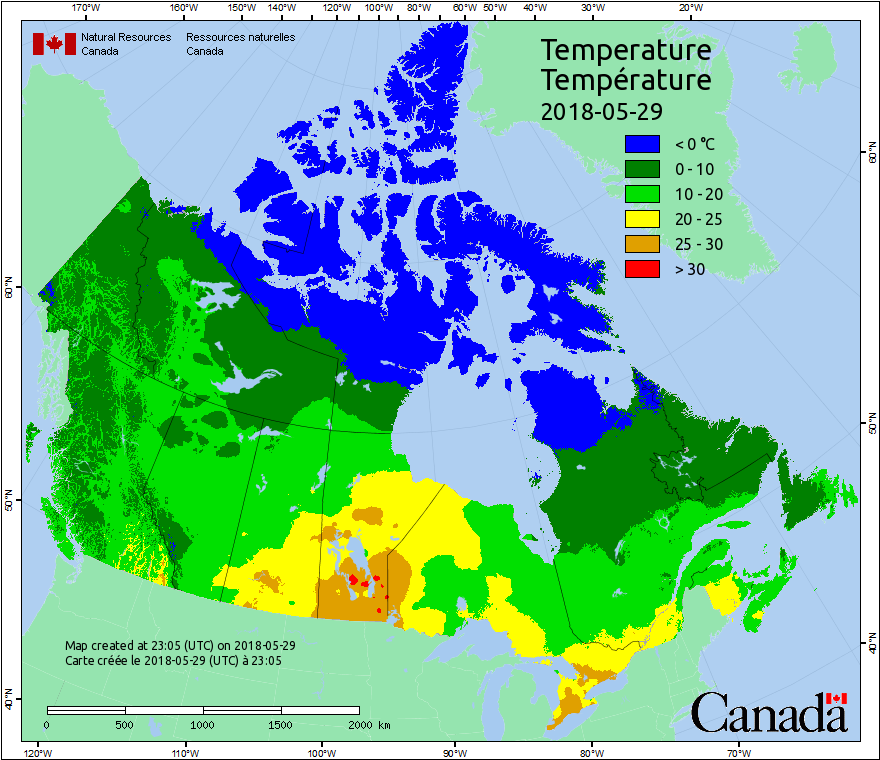 170°W 160°W 150°W 140°W 130°W 120°W 110°W 100°W 90°W 80°W 60°W 50°W 40°W 30°W 20°W
Natural Resources Ressources naturelles
Canada Canada
Temperature
Température
2018-05-29
< 0 °C
0 - 10
10 - 20
20 - 25
25 - 30
> 30
60°N 60°N
50°N 50°N
40°N 40°N
Map created at 23:05 (UTC) on 2018-05-29
Carte créée le 2018-05-29 (UTC) à 23:05
0 500 1000 1500 2000 km
Canada
120°W 110°W 100°W 90°W 80°W 70°W